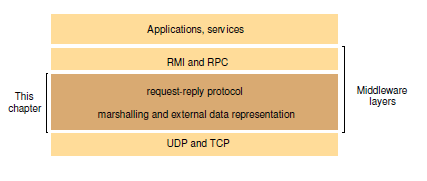 Applications, services
RMI and RPC
This
chapter
request-reply protocol
marshalling and external data representation
Middleware
layers
UDP and TCP